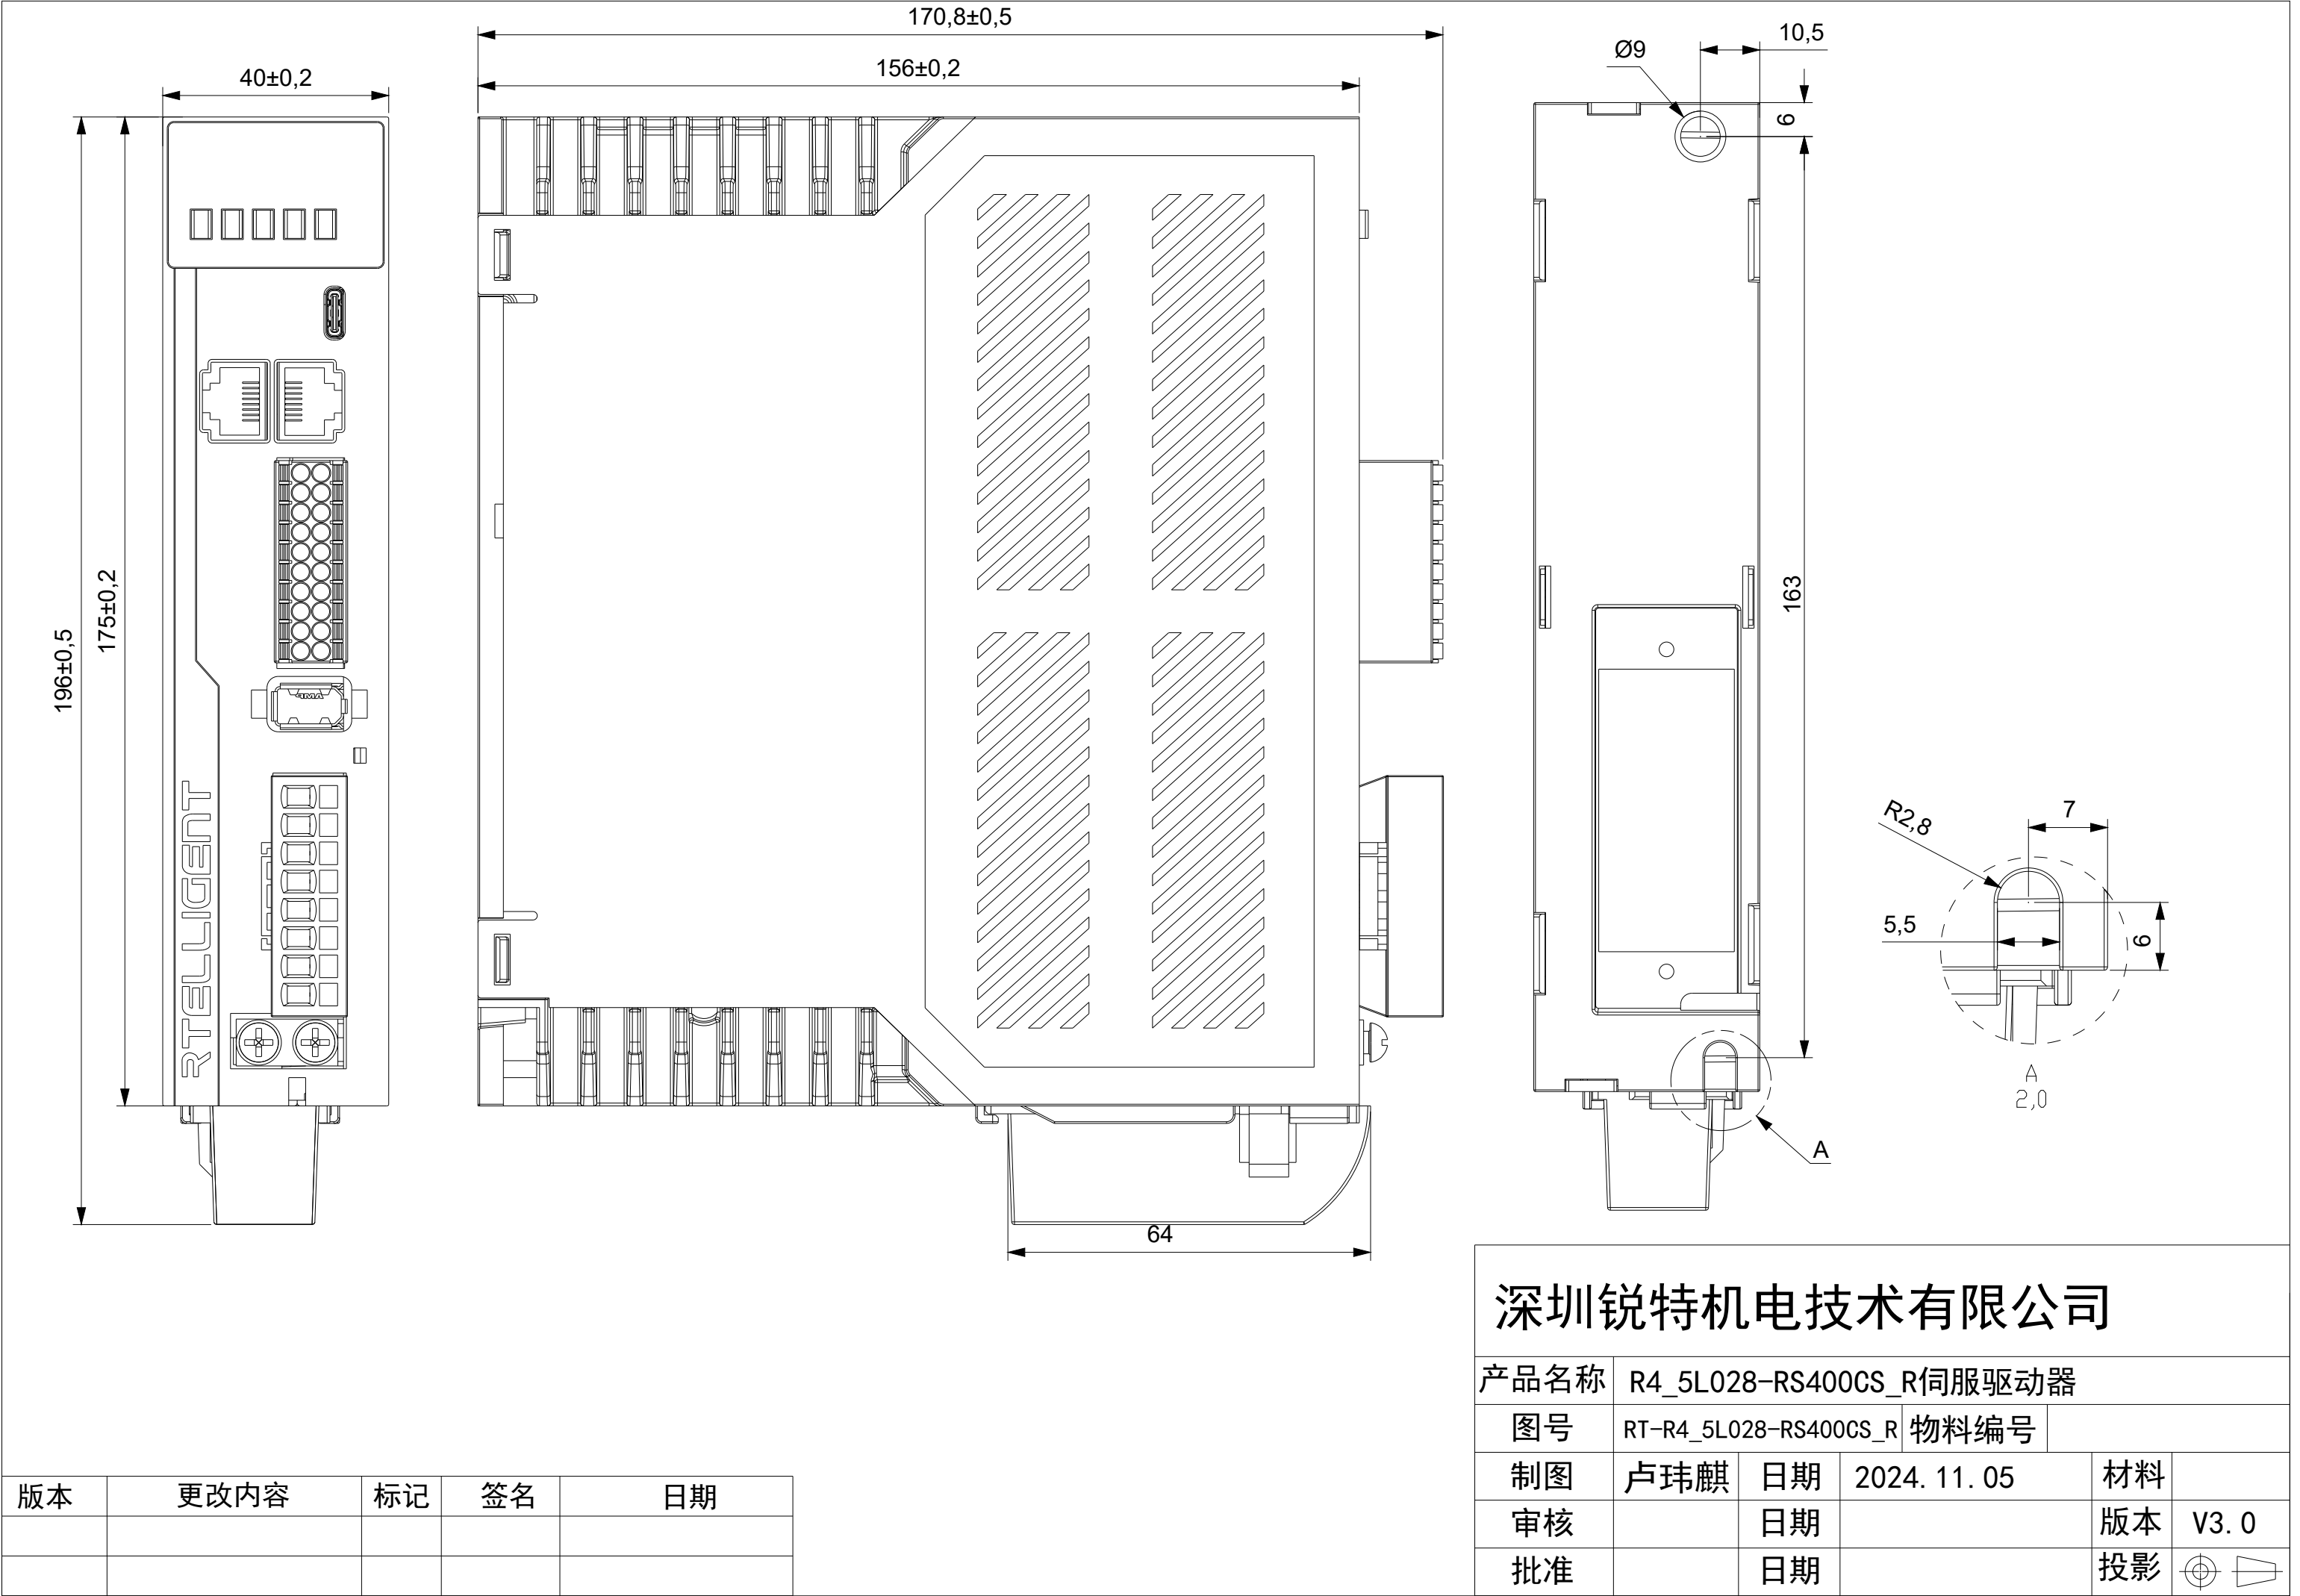 170,8±0,5
156±0,2
40±0,2
Ø9
10,5
6
196±0,5
175±0,2
163
RTELLIGENT
AMP
R2,8
7
5,5
6
A
2,0
A
64
深圳锐特机电技术有限公司
产品名称 R4_5L028-RS400CS_R伺服驱动器
图号 RT-R4_5L028-RS400CS_R 物料编号
制图 卢玮麒 日期 2024.11.05 材料
审核 日期 版本 V3.0
批准 日期 投影
版本 更改内容 标记 签名 日期